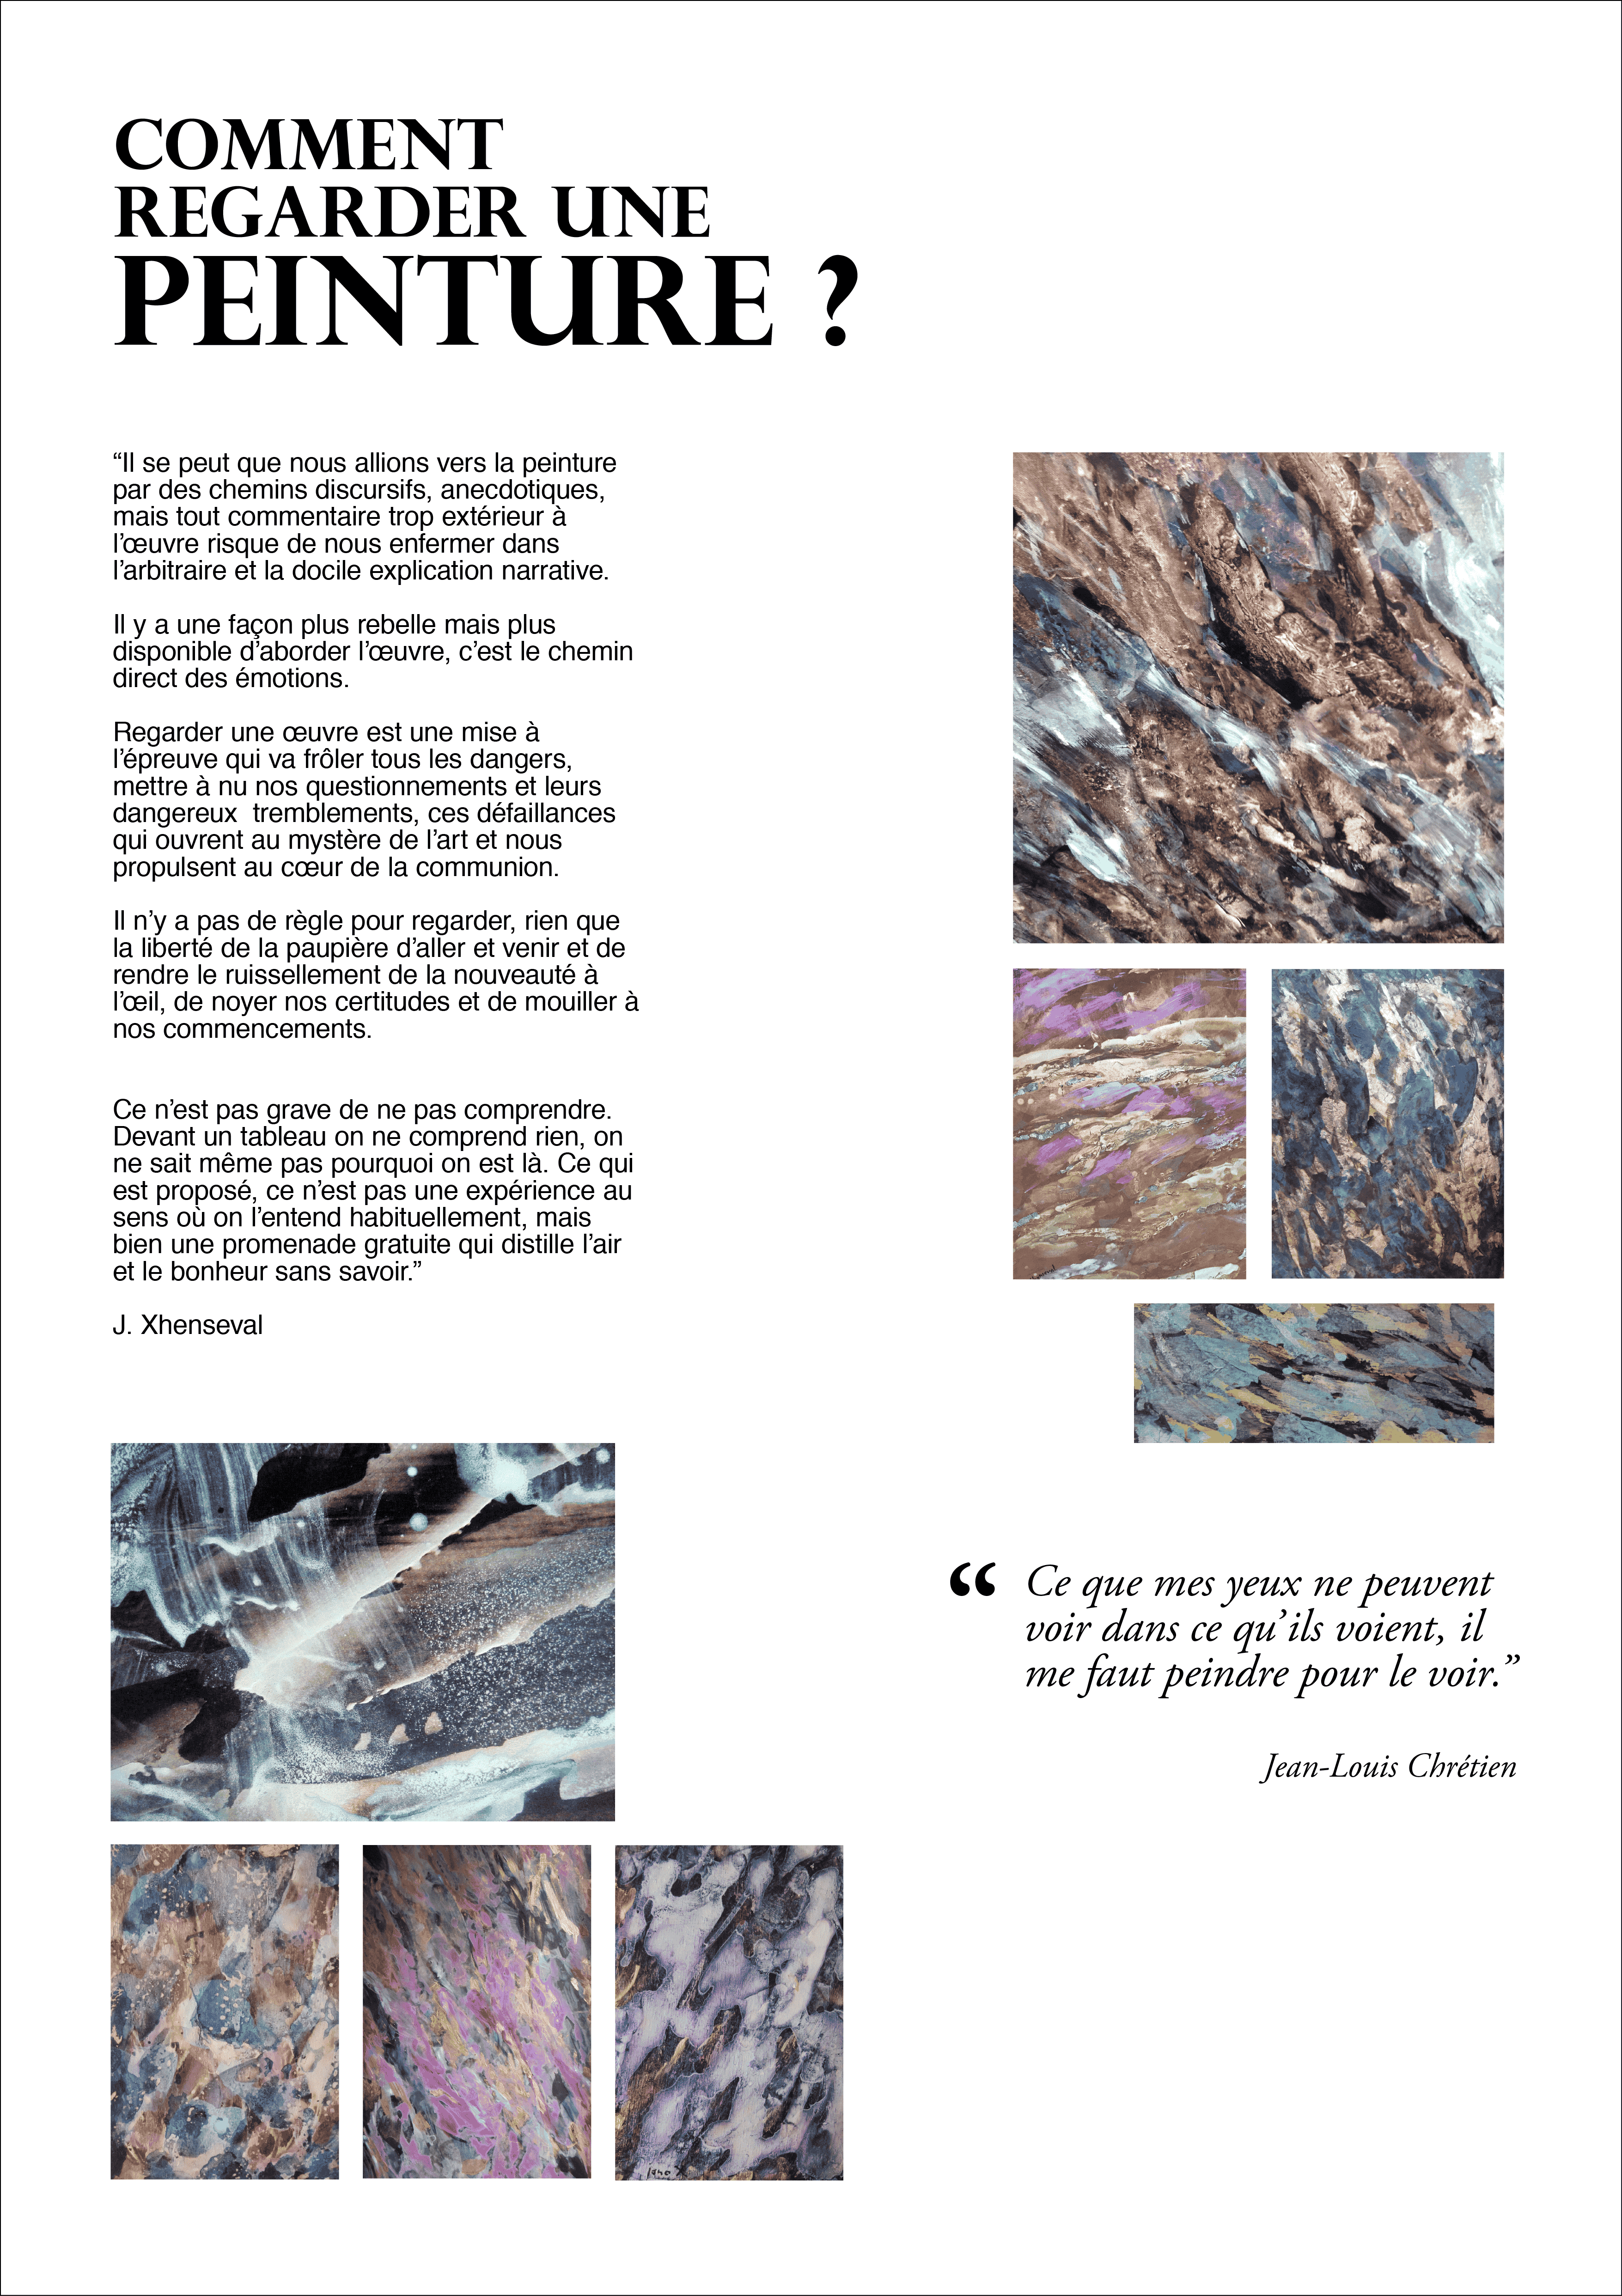 COMMENT
REGARDER UNE
PEINTURE ?
“Il se peut que nous allions vers la peinture
par des chemins discursifs, anecdotiques,
mais tout commentaire trop extérieur à
l’œuvre risque de nous enfermer dans
l’arbitraire et la docile explication narrative.
Il y a une façon plus rebelle mais plus
disponible d’aborder l’œuvre, c’est le chemin
direct des émotions.
Regarder une œuvre est une mise à
l’épreuve qui va frôler tous les dangers,
mettre à nu nos questionnements et leurs
dangereux  tremblements, ces défaillances
qui ouvrent au mystère de l’art et nous
propulsent au cœur de la communion.
Il n’y a pas de règle pour regarder, rien que
la liberté de la paupière d’aller et venir et de
rendre le ruissellement de la nouveauté à
l’œil, de noyer nos certitudes et de mouiller à
nos commencements.
Ce n’est pas grave de ne pas comprendre.
Devant un tableau on ne comprend rien, on
ne sait même pas pourquoi on est là. Ce qui
est proposé, ce n’est pas une expérience au
sens où on l’entend habituellement, mais
bien une promenade gratuite qui distille l’air
et le bonheur sans savoir.”
J. Xhenseval
“ Ce que mes yeux ne peuvent
voir dans ce qu’ils voient, il
me faut peindre pour le voir.”
Jean-Louis Chrétien